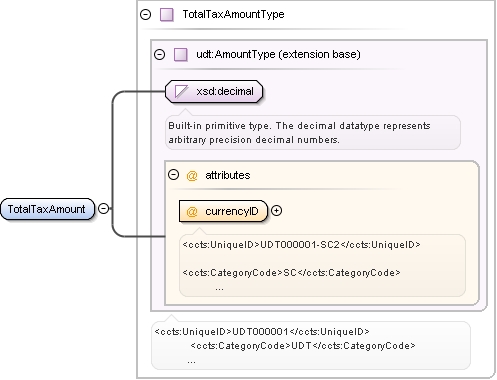 TotalTaxAmountType
udt:AmountType (extension base)
xsd:decimal
Built-in primitive type. The decimal datatype represents
arbitrary precision decimal numbers.
@ attributes
TotalTaxAmount
@ currencyID
<ccts:UniqueID>UDT000001-SC2</ccts:UniqueID>
<ccts:CategoryCode>SC</ccts:CategoryCode>
...
<ccts:UniqueID>UDT000001</ccts:UniqueID>
<ccts:CategoryCode>UDT</ccts:CategoryCode>
...